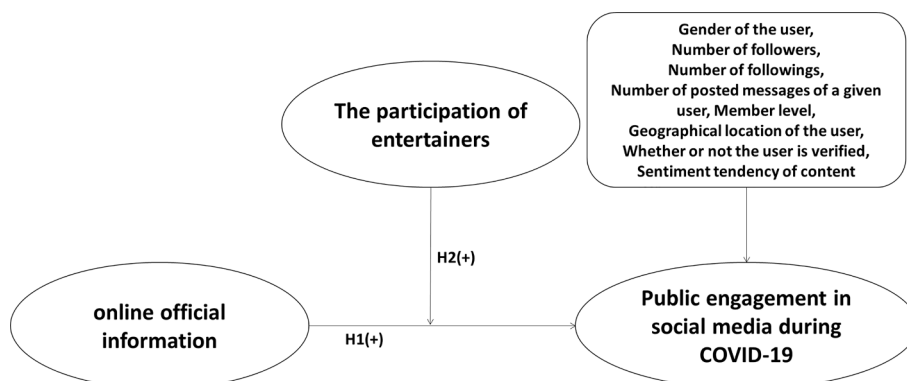 Gender of the user,
Number of followers,
Number of followings,
Number of posted messages of a given
user, Member level,
Geographical location of the user,
Whether or not the user is verified,
Sentiment tendency of content
The participation of
entertainers
H2(+)
online official
information
H1(+)
Public engagement in
social media during
COVID-19